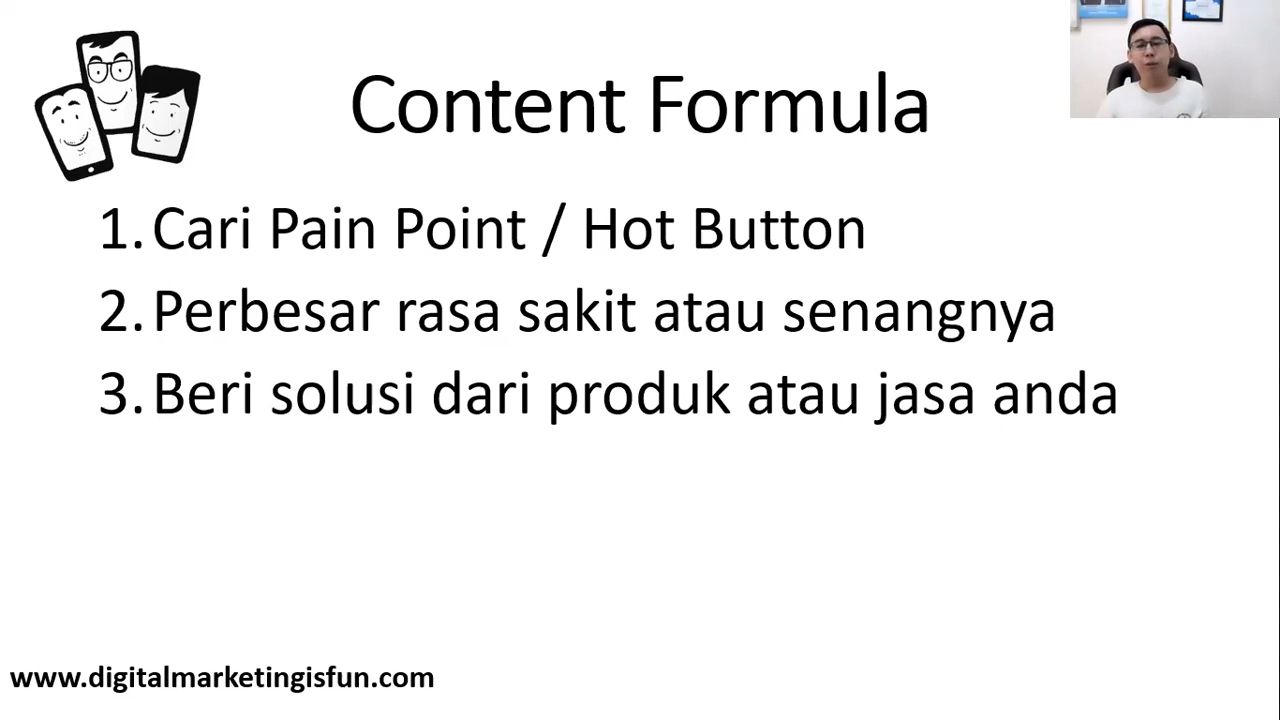 Content Formula
1. Cari Pain Point / Hot Button
2. Perbesar rasa sakit atau senangnya
3. Beri solusi dari produk atau jasa anda
www.digitalmarketingisfun.com